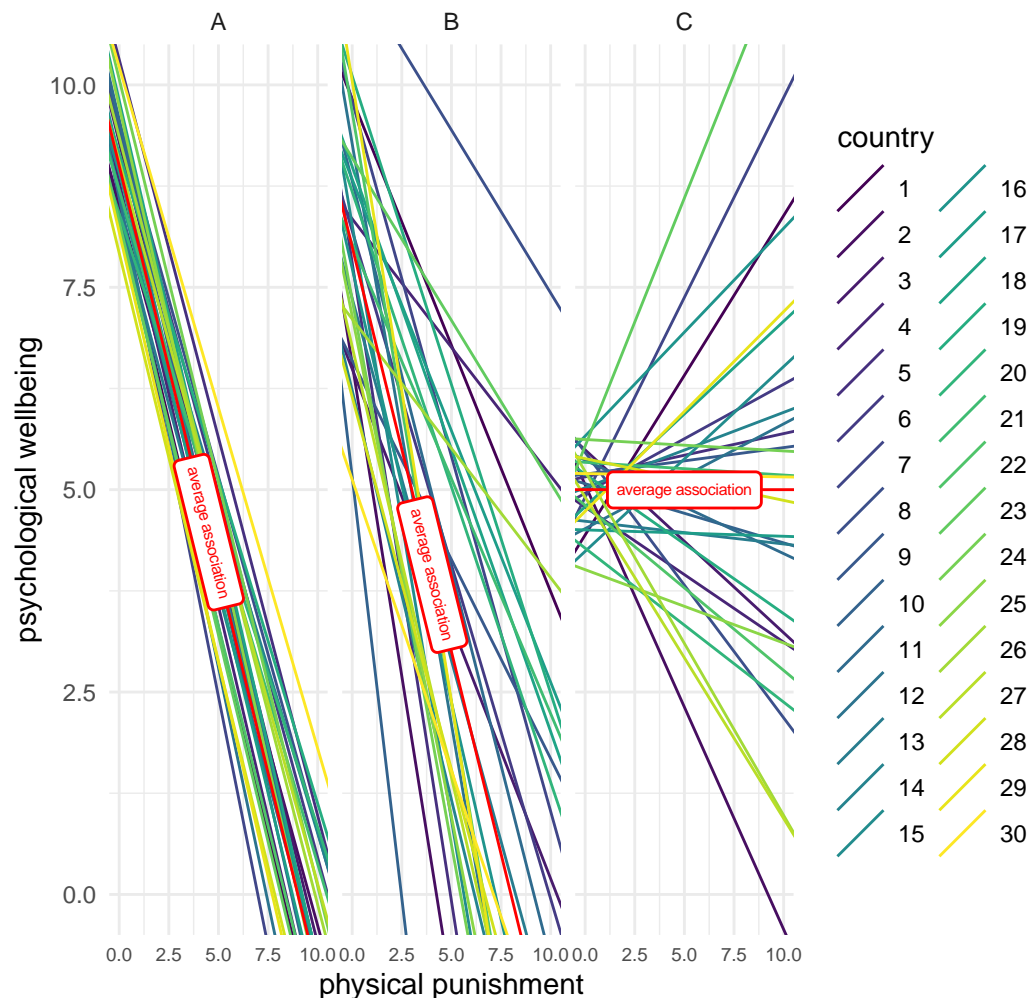 A B C
10.0
7.5
5.0
2.5
0.0
psychological wellbeing
average association
average association
average association
0.0 2.5 5.0 7.5 10.0 0.0 2.5 5.0 7.5 10.0 0.0 2.5 5.0 7.5 10.0
physical punishment
country
1 16
2 17
3 18
4 19
5 20
6 21
7 22
8 23
9 24
10 25
11 26
12 27
13 28
14 29
15 30